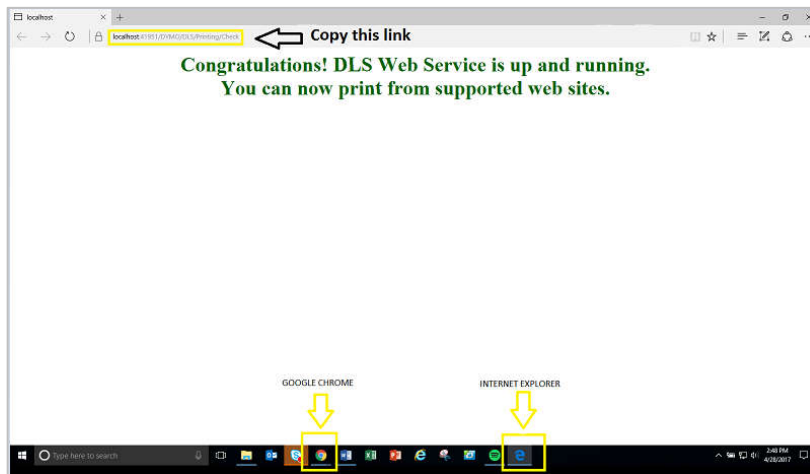 localhost
localhost:41951/DYMO/DLS/Printing/Check
Copy this link
Congratulations! DLS Web Service is up and running.
You can now print from supported web sites.
GOOGLE CHROME
INTERNET EXPLORER
Type here to search
2:48 PM
4/28/2017